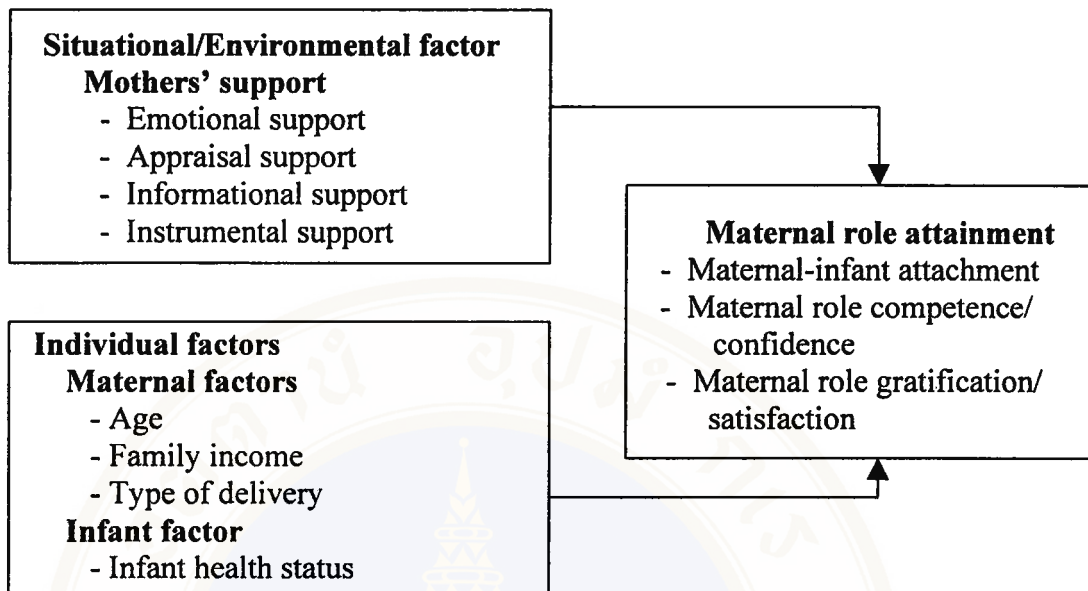 Situational/Environmental factor
Mothers' support
- Emotional support
- Appraisal support
- Informational support
- Instrumental support
Individual factors
Maternal factors
- Age
- Family income
- Type of delivery
Infant factor
- Infant health status
Maternal role attainment
- Maternal-infant attachment
- Maternal role competence/
confidence
- Maternal role gratification/
satisfaction